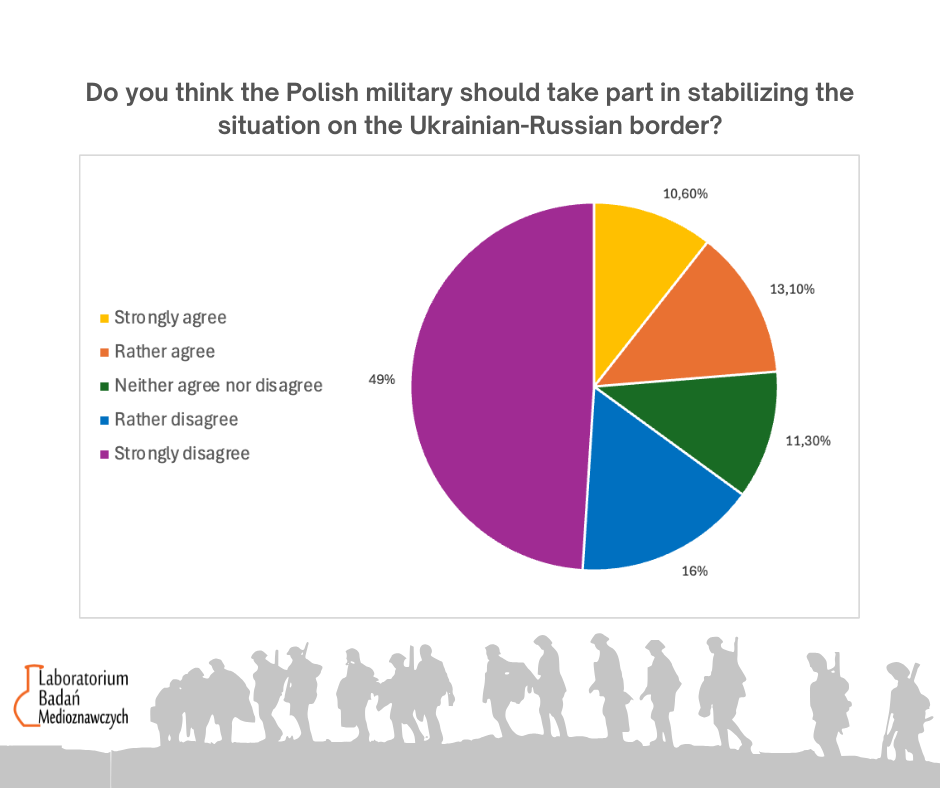 Do you think the Polish military should take part in stabilizing the
situation on the Ukrainian-Russian border?
10,60%
13,10%
Strongly agree
Rather agree
Neither agree nor disagree
49%
Rather disagree
11,30%
Strongly disagree
16%
Laboratorium
Badań
Medioznawczych